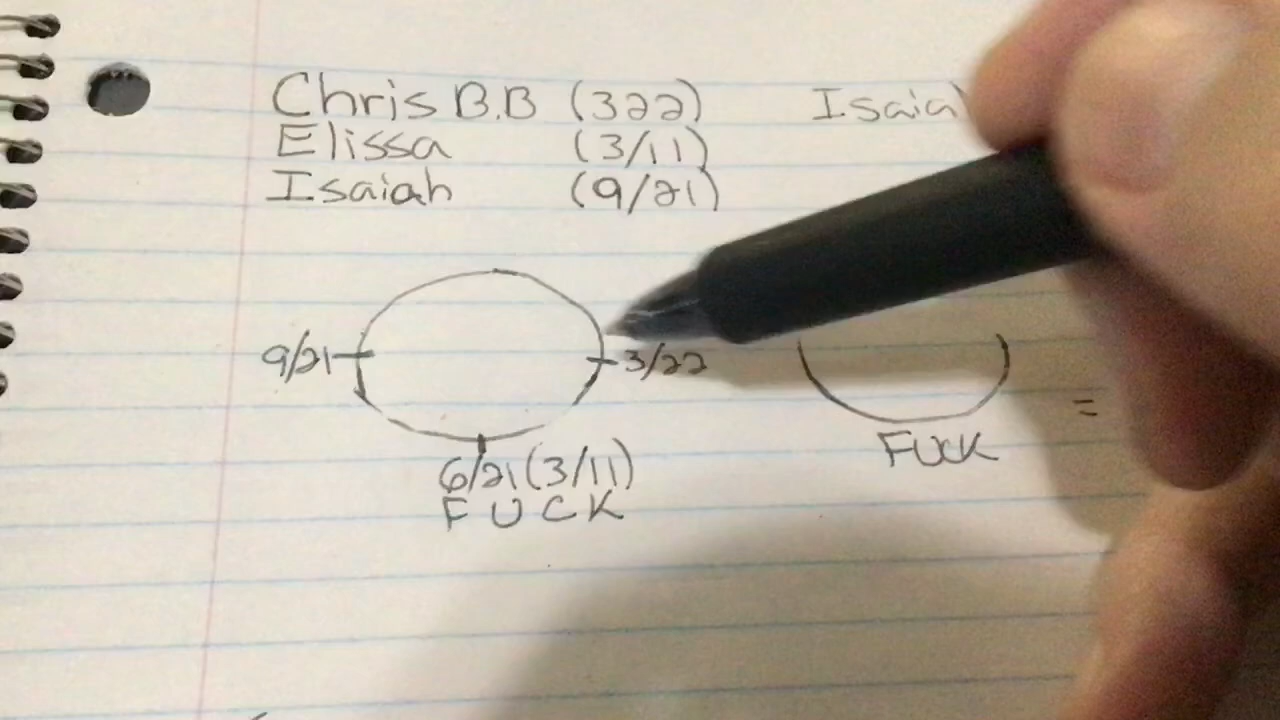 Chris B.B (322)
Elissa (3/11)
Isaiah (9/21)
9/21
3/22
6/21 (3/11)
FUCK
FUCK
=